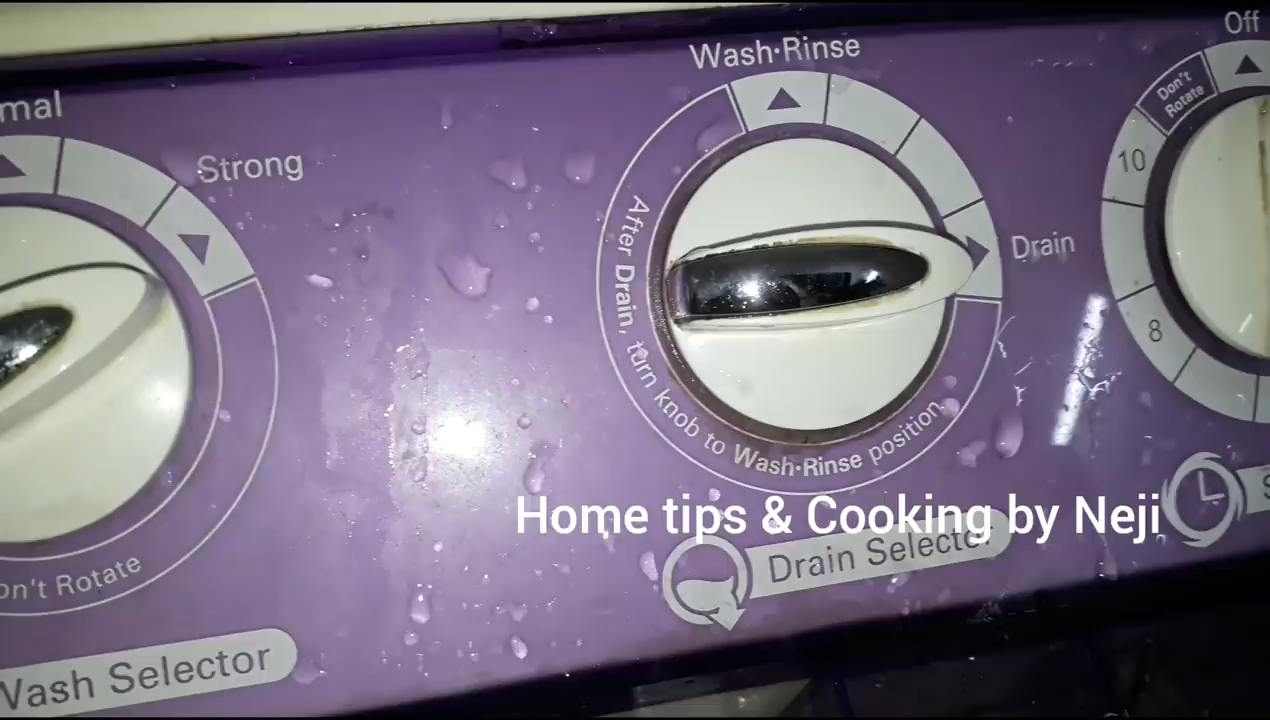 Off
Wash·Rinse
mal
Strong
Don't
Rotate
10
Drain
8
After Drain, turn knob to Wash·Rinse position
Home tips & Cooking by Neji
Drain Selector
on't Rotate
Wash Selector
S